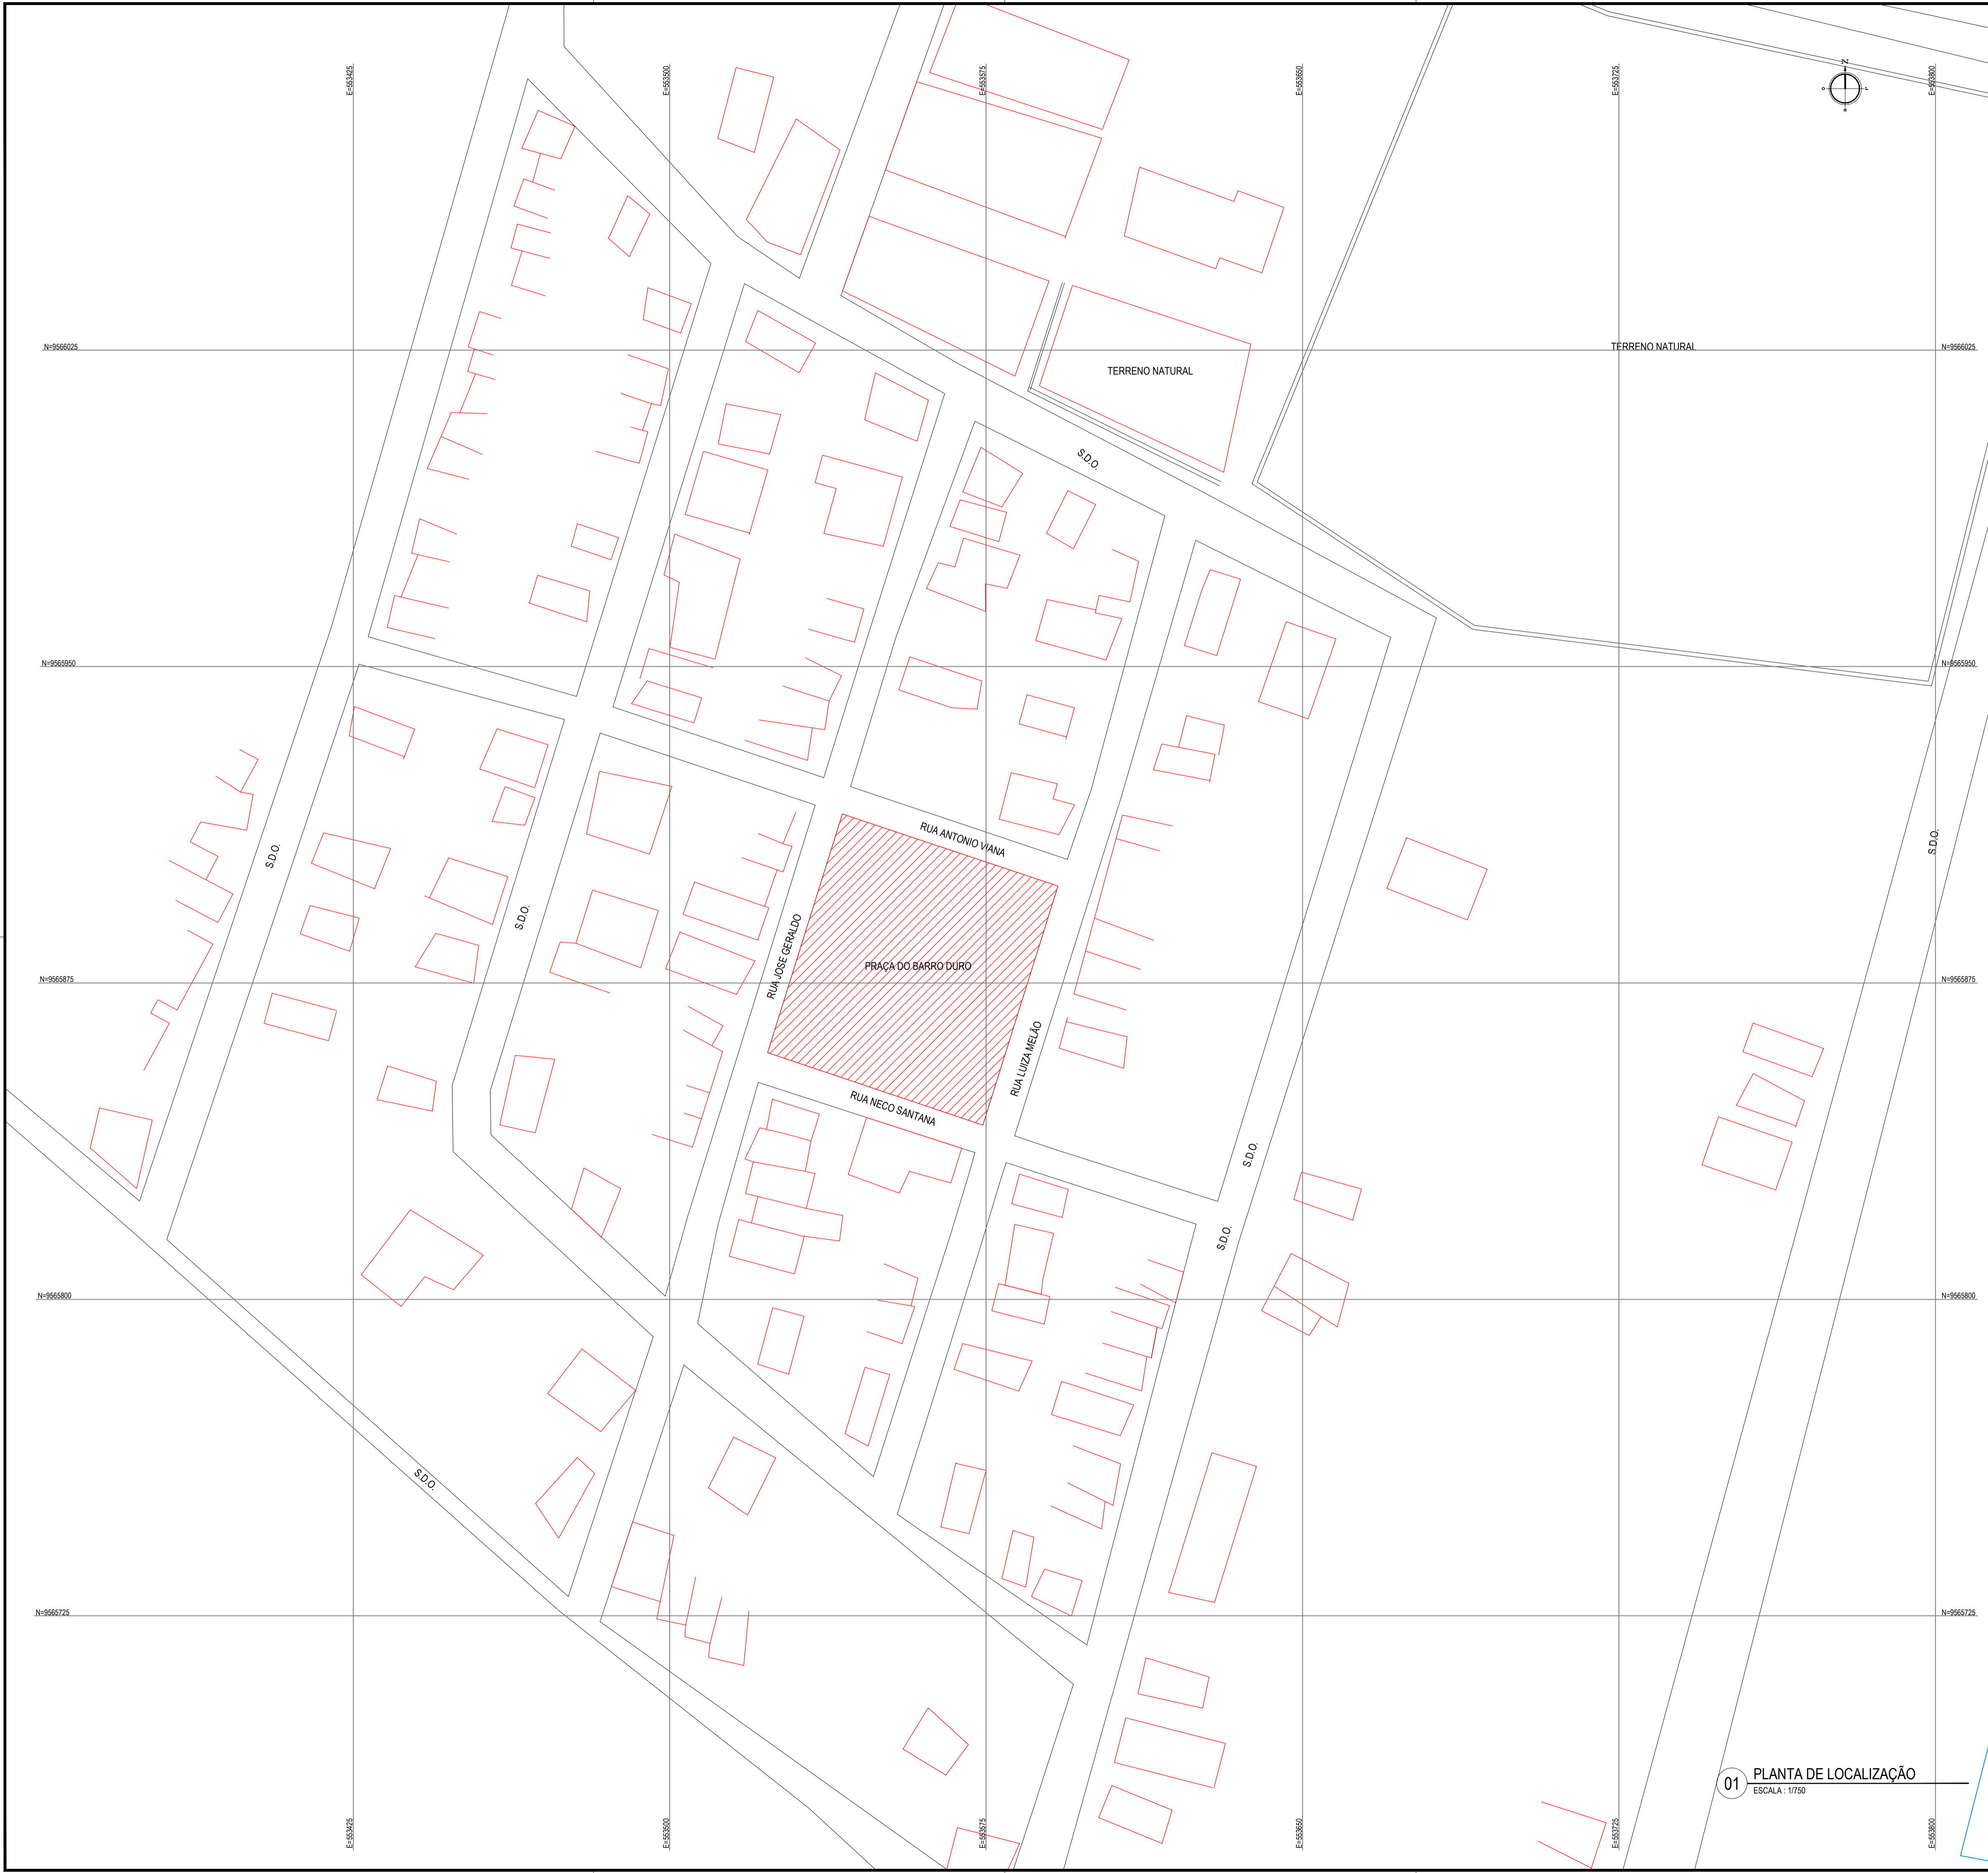 E=553425
E=553500
E=553575
E=553650
E=553725
E=553800
N
O
N=9566025
TERRENO NATURAL
N=9566025
TERRENO NATURAL
S.D.O.
N=9565950
N=9565950
RUA ANTONIO VIANA
S.D.O.
S.D.O.
S.D.O.
RUA JOSE GERALDO
PRAÇA DO BARRO DURO
N=9565875
N=9565875
RUA LUIZA MELÃO
RUA NECO SANTANA
S.D.O.
S.D.O.
N=9565800
N=9565800
S.D.O.
N=9565725
N=9565725
01
PLANTA DE LOCALIZAÇÃO
ESCALA : 1/750
E=553425
E=553500
E=553575
E=553650
E=553725
E=553800